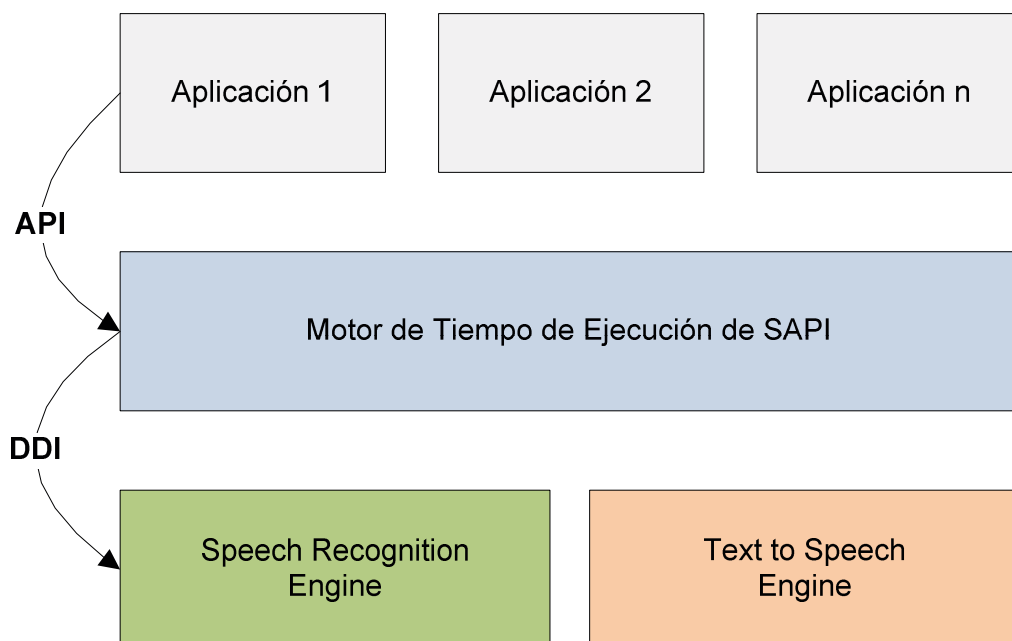 Aplicación 1
Aplicación 2
Aplicación n
API
Motor de Tiempo de Ejecución de SAPI
DDI
Speech Recognition
Engine
Text to Speech
Engine